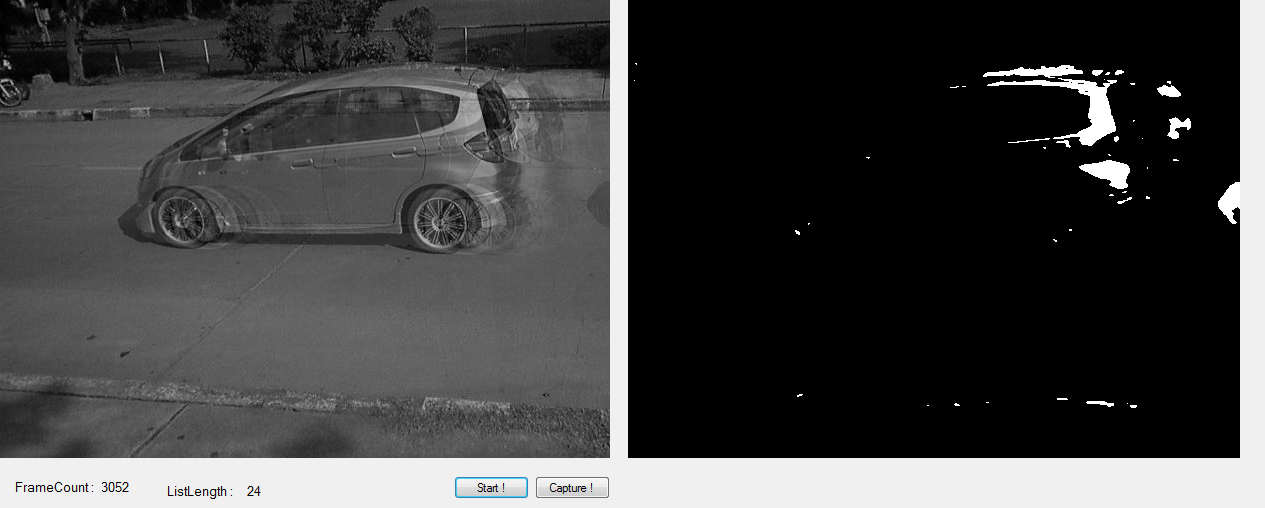 FrameCount: 3052
ListLength: 24
Start !
Capture !